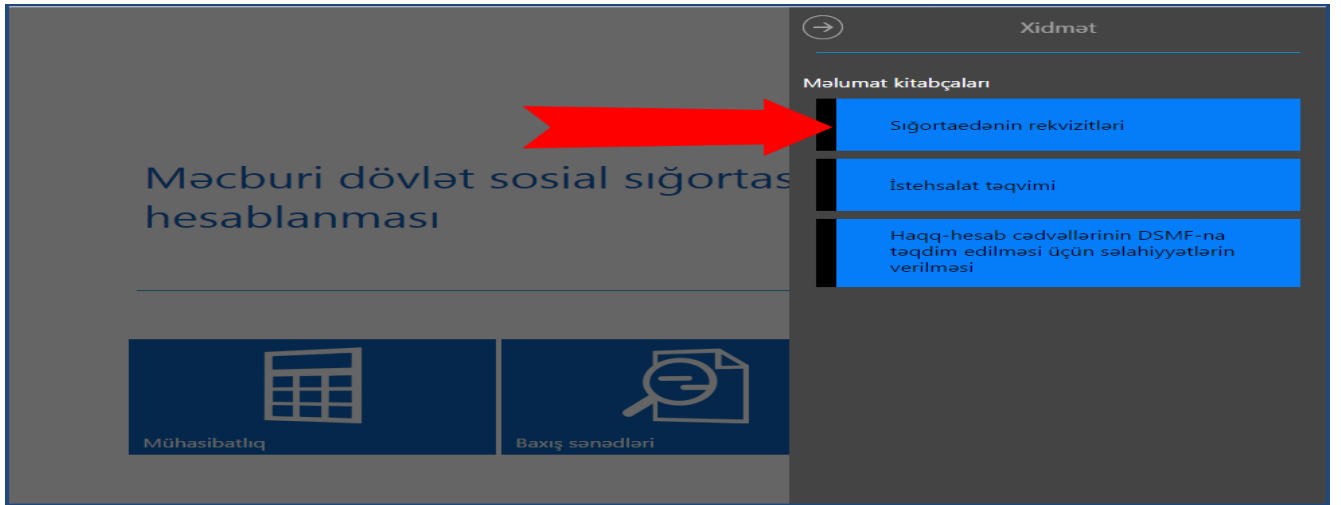 Xidmət
Məlumat kitabçaları
Sığortaedənin rekvizitləri
İstehsalat təqvimi
Haqq-hesab cədvəllərinin DSMF-na
təqdim edilməsi üçün səlahiyyətlərin
verilməsi
Məcburi dövlət sosial sığortas
hesablanması
Mühasibatlıq
Baxış sənədləri